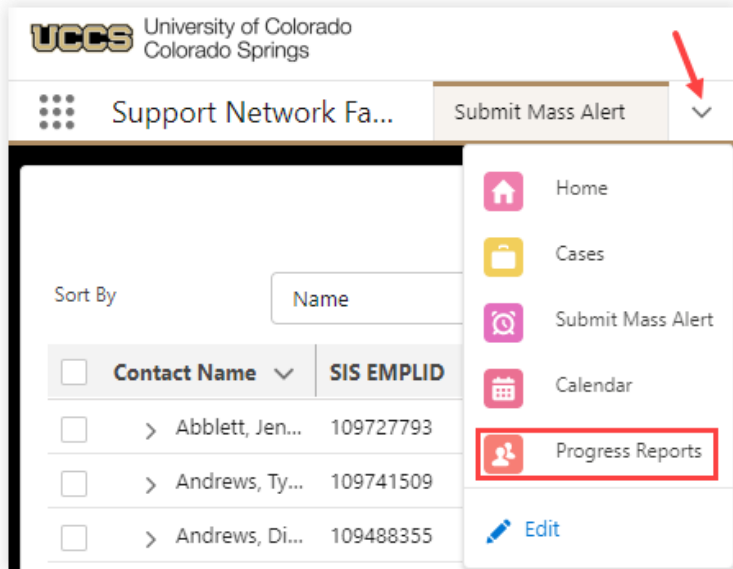 UCCS University of Colorado
Colorado Springs
Support Network Fa... Submit Mass Alert
Home
Cases
Sort By Name
Submit Mass Alert
Contact Name SIS EMPLID
Calendar
Abblett, Jen... 109727793
Progress Reports
Andrews, Ty... 109741509
Andrews, Di... 109488355
Edit